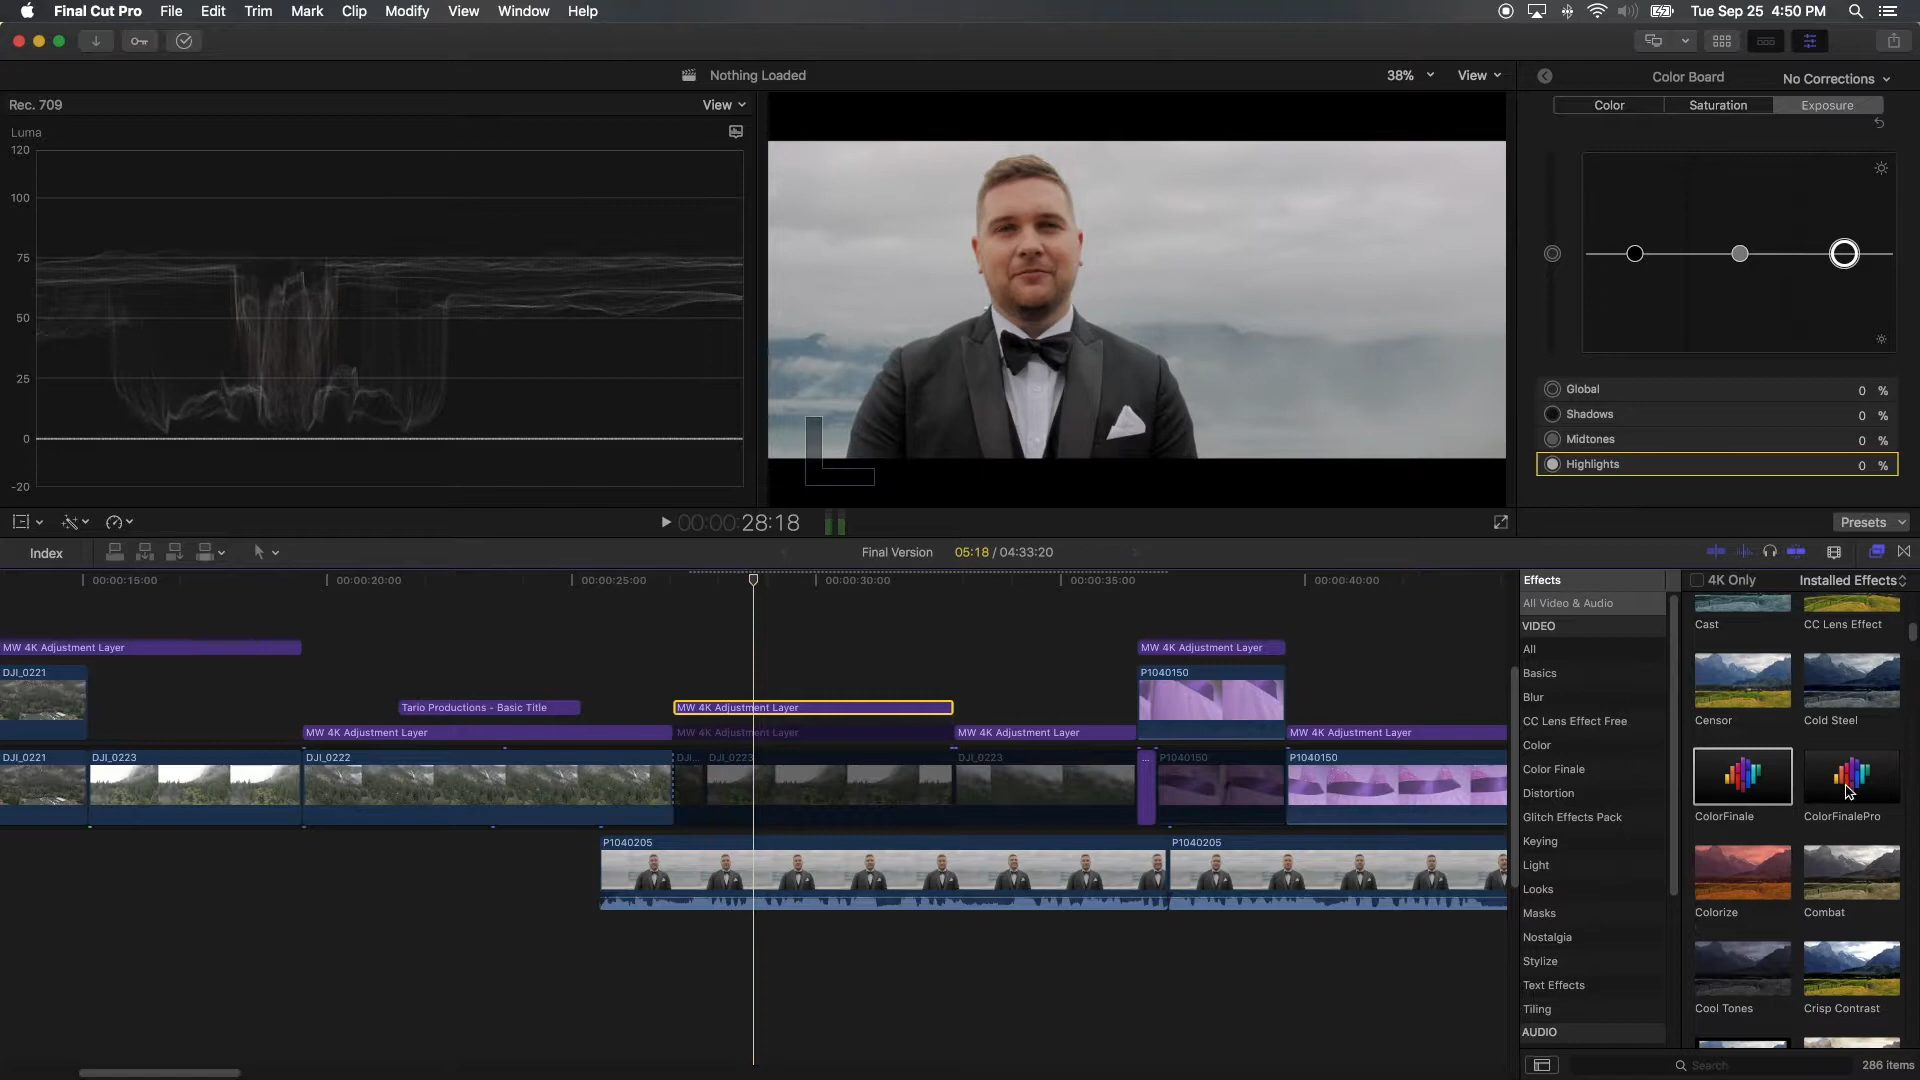 Final Cut Pro File Edit Trim Mark Clip Modify View Window Help Tue Sep 25 4:50 PM
Nothing Loaded 38% View Color Board No Corrections
Rec. 709 View Color Saturation Exposure
Luma
120
100
75
50
25
0
-20
Global 0 %
Shadows 0 %
Midtones 0 %
Highlights 0 %
00:00:28:18 Presets
Index Final Version 05:18 / 04:33:20
00:00:15:00 00:00:20:00 00:00:25:00 00:00:30:00 00:00:35:00 00:00:40:00
Effects 4K Only Installed Effects
All Video & Audio
VIDEO
All
Basics
Blur
CC Lens Effect Free
Color
Color Finale
Distortion
Glitch Effects Pack
Keying
Light
Looks
Masks
Nostalgia
Stylize
Text Effects
Tiling
AUDIO
Cast CC Lens Effect
Censor Cold Steel
ColorFinale ColorFinalePro
Colorize Combat
Cool Tones Crisp Contrast
MW 4K Adjustment Layer MW 4K Adjustment Layer
DJI_0221 P1040150
Tario Productions - Basic Title MW 4K Adjustment Layer
MW 4K Adjustment Layer MW 4K Adjustment Layer MW 4K Adjustment Layer MW 4K Adjustment Layer
DJI_0221 DJI_0223 DJI_0222 DJI... DJI_0223 DJI_0223 ... P1040150 P1040150
P1040205 P1040205
Search 286 items